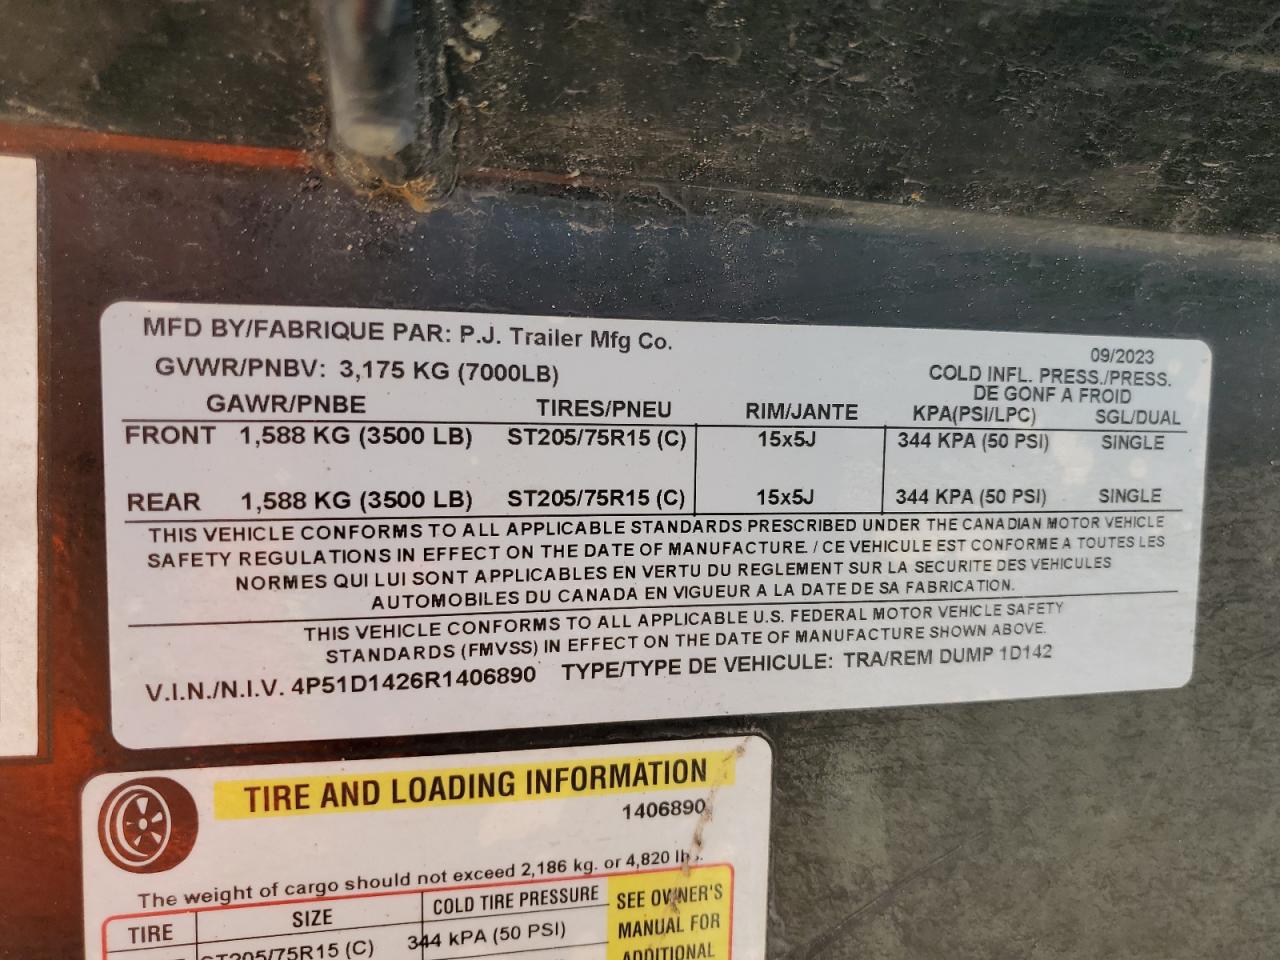 MFD BY/FABRIQUE PAR: P.J. Trailer Mfg Co.
09/2023
GVWR/PNBV: 3,175 KG (7000LB)
COLD INFL. PRESS./PRESS.
DE GONF A FROID
GAWR/PNBE TIRES/PNEU RIM/JANTE KPA(PSI/LPC) SGL/DUAL
FRONT 1,588 KG (3500 LB) ST205/75R15 (C) 15x5J 344 KPA (50 PSI) SINGLE
REAR 1,588 KG (3500 LB) ST205/75R15 (C) 15x5J 344 KPA (50 PSI) SINGLE
THIS VEHICLE CONFORMS TO ALL APPLICABLE STANDARDS PRESCRIBED UNDER THE CANADIAN MOTOR VEHICLE
SAFETY REGULATIONS IN EFFECT ON THE DATE OF MANUFACTURE. / CE VEHICULE EST CONFORME A TOUTES LES
NORMES QUI LUI SONT APPLICABLES EN VERTU DU REGLEMENT SUR LA SECURITE DES VEHICULES
AUTOMOBILES DU CANADA EN VIGUEUR A LA DATE DE SA FABRICATION.
THIS VEHICLE CONFORMS TO ALL APPLICABLE U.S. FEDERAL MOTOR VEHICLE SAFETY
STANDARDS (FMVSS) IN EFFECT ON THE DATE OF MANUFACTURE SHOWN ABOVE.
V.I.N./N.I.V. 4P51D1426R1406890 TYPE/TYPE DE VEHICULE: TRA/REM DUMP 1D142
TIRE AND LOADING INFORMATION
1406890
The weight of cargo should not exceed 2,186 kg. or 4,820 lb.
TIRE SIZE COLD TIRE PRESSURE SEE OWNER'S
MANUAL FOR
ST205/75R15 (C) 344 kPA (50 PSI) ADDITIONAL